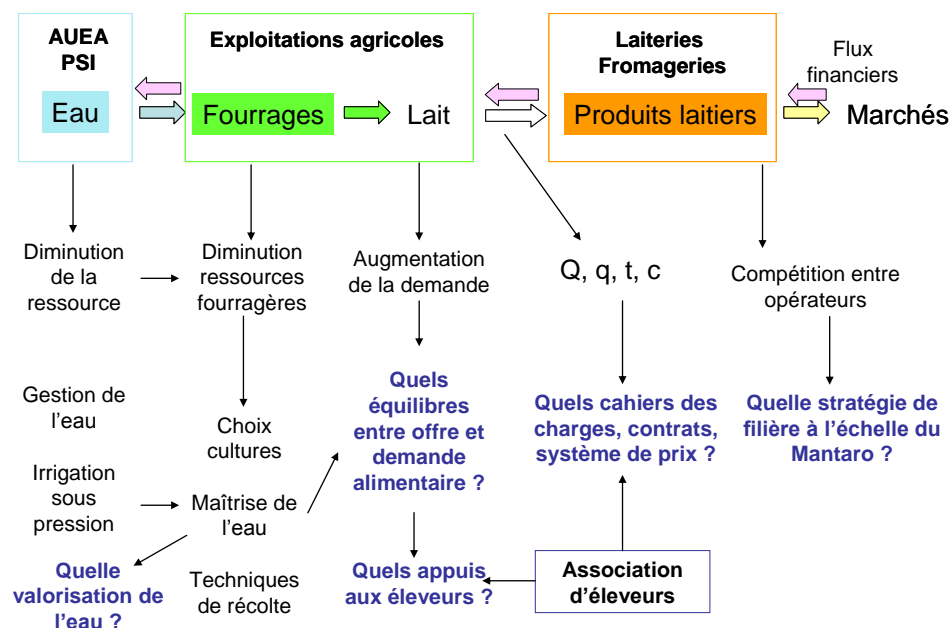 AUEA
PSI
Eau
Exploitations agricoles
Fourrages
Lait
Laiteries
Fromageries
Produits laitiers
Flux
financiers
Marchés
Diminution
de la
ressource
Diminution
ressources
fourragères
Augmentation
de la demande
Q, q, t, c
Compétition entre
opérateurs
Gestion de
l’eau
Irrigation
sous
pression
Quelle
valorisation de
l’eau ?
Choix
cultures
Maîtrise de
l’eau
Techniques
de récolte
Quels
équilibres
entre offre et
demande
alimentaire ?
Quels appuis
aux éleveurs ?
Quels cahiers des
charges, contrats,
système de prix ?
Association
d’éleveurs
Quelle stratégie de
filière à l’échelle du
Mantaro ?